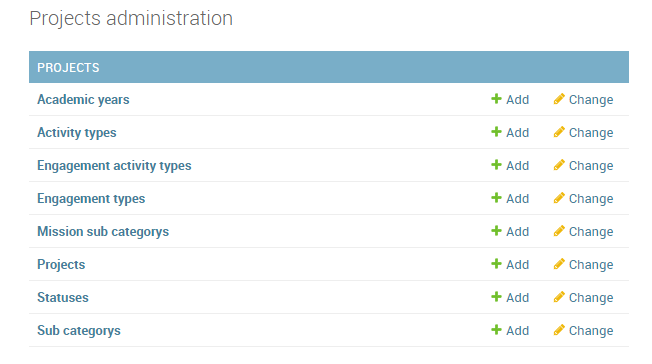 Projects administration
PROJECTS
Academic years Add Change
Activity types Add Change
Engagement activity types Add Change
Engagement types Add Change
Mission sub categorys Add Change
Projects Add Change
Statuses Add Change
Sub categorys Add Change